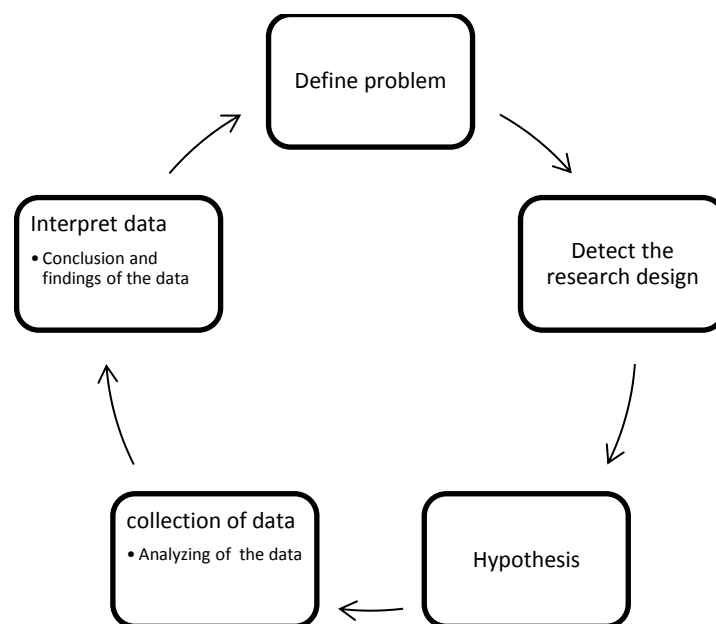 Define problem
Detect the
research design
Hypothesis
collection of data
• Analyzing of the data
Interpret data
• Conclusion and
findings of the data